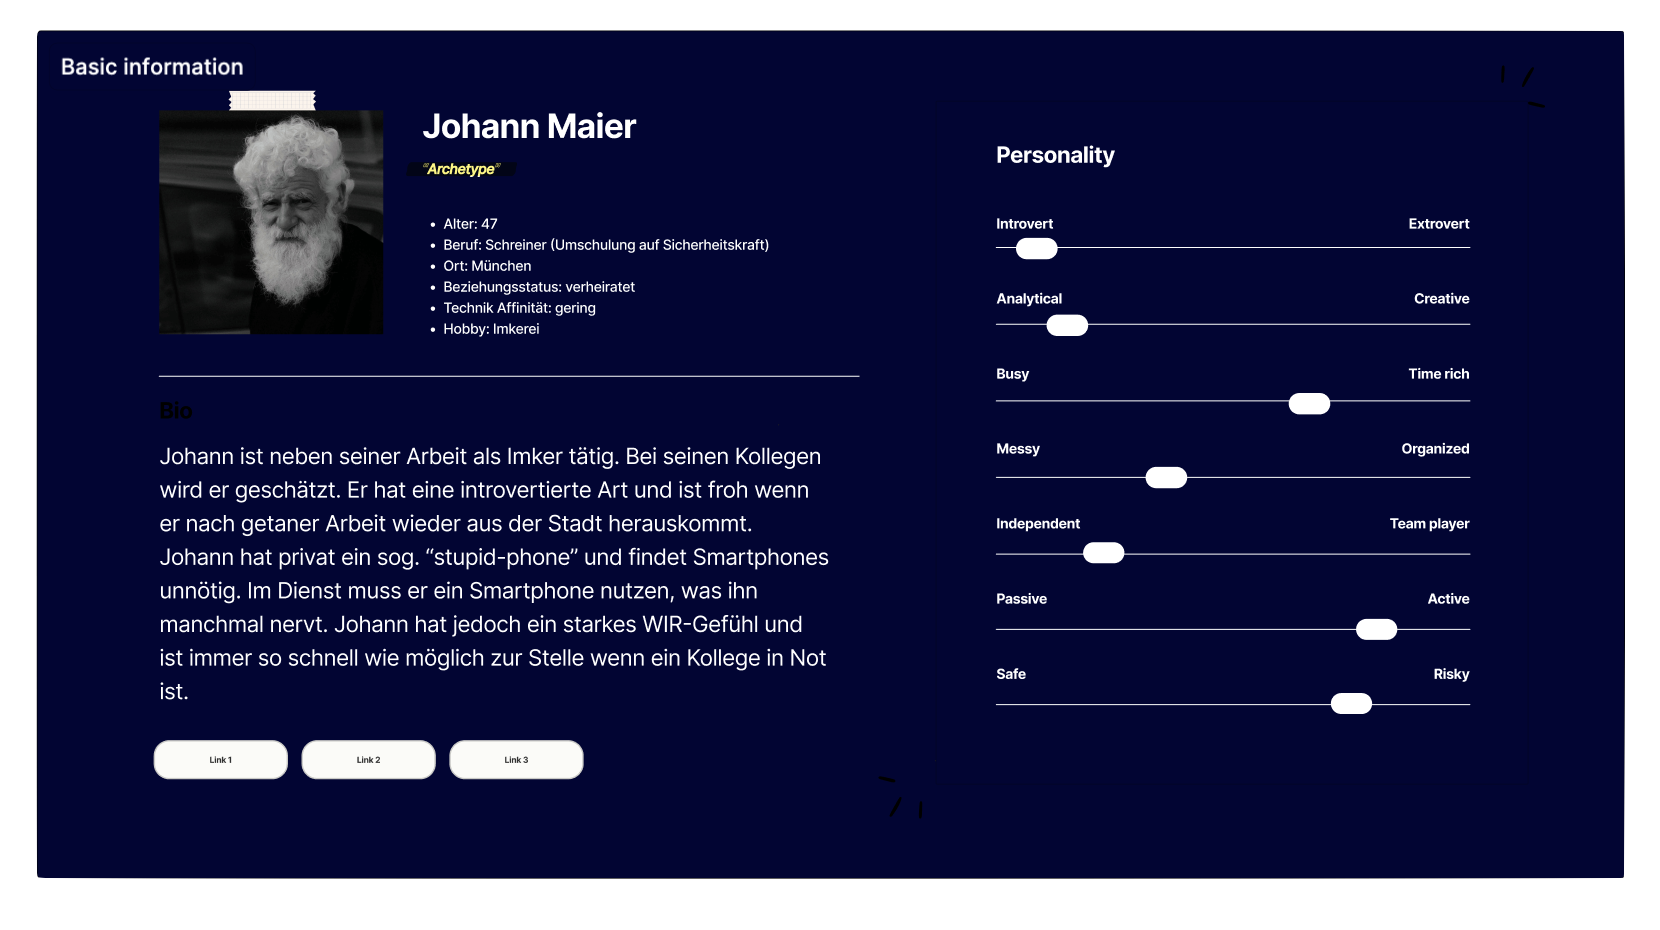 Basic information
Johann Maier
"Archetype"
• Alter: 47
• Beruf: Schreiner (Umschulung auf Sicherheitskraft)
• Ort: München
• Beziehungsstatus: verheiratet
• Technik Affinität: gering
• Hobby: Imkerei
Bio
Johann ist neben seiner Arbeit als Imker tätig. Bei seinen Kollegen
wird er geschätzt. Er hat eine introvertierte Art und ist froh wenn
er nach getaner Arbeit wieder aus der Stadt herauskommt.
Johann hat privat ein sog. “stupid-phone” und findet Smartphones
unnötig. Im Dienst muss er ein Smartphone nutzen, was ihn
manchmal nervt. Johann hat jedoch ein starkes WIR-Gefühl und
ist immer so schnell wie möglich zur Stelle wenn ein Kollege in Not
ist.
Link 1
Link 2
Link 3
Personality
Introvert
Extrovert
Analytical
Creative
Busy
Time rich
Messy
Organized
Independent
Team player
Passive
Active
Safe
Risky